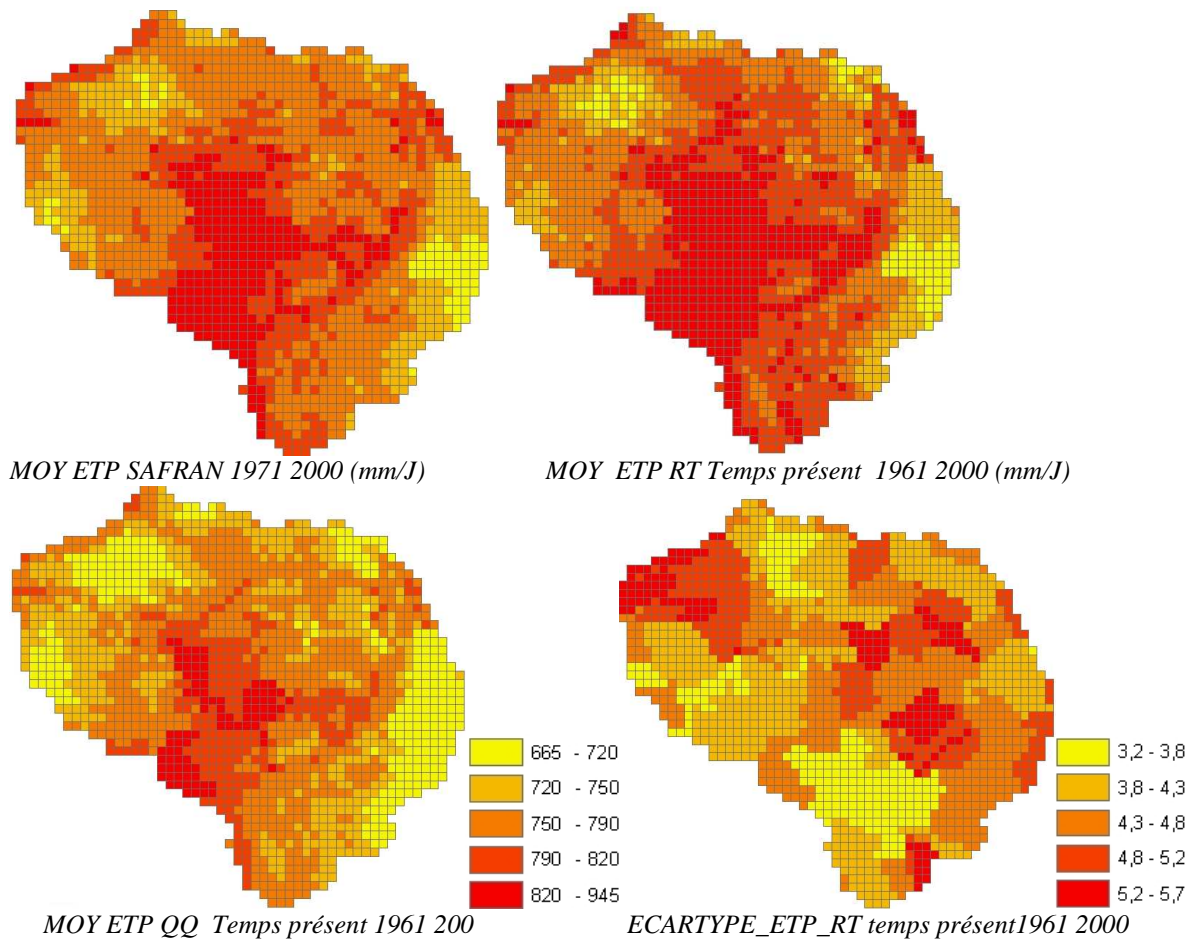 MOY ETP SAFRAN 1971 2000 (mm/J)
MOY ETP RT Temps présent 1961 2000 (mm/J)
665 - 720
720 - 750
750 - 790
790 - 820
820 - 945
3,2 - 3,8
3,8 - 4,3
4,3 - 4,8
4,8 - 5,2
5,2 - 5,7
MOY ETP QQ Temps présent 1961 200
ECARTYPE_ETP_RT temps présent1961 2000